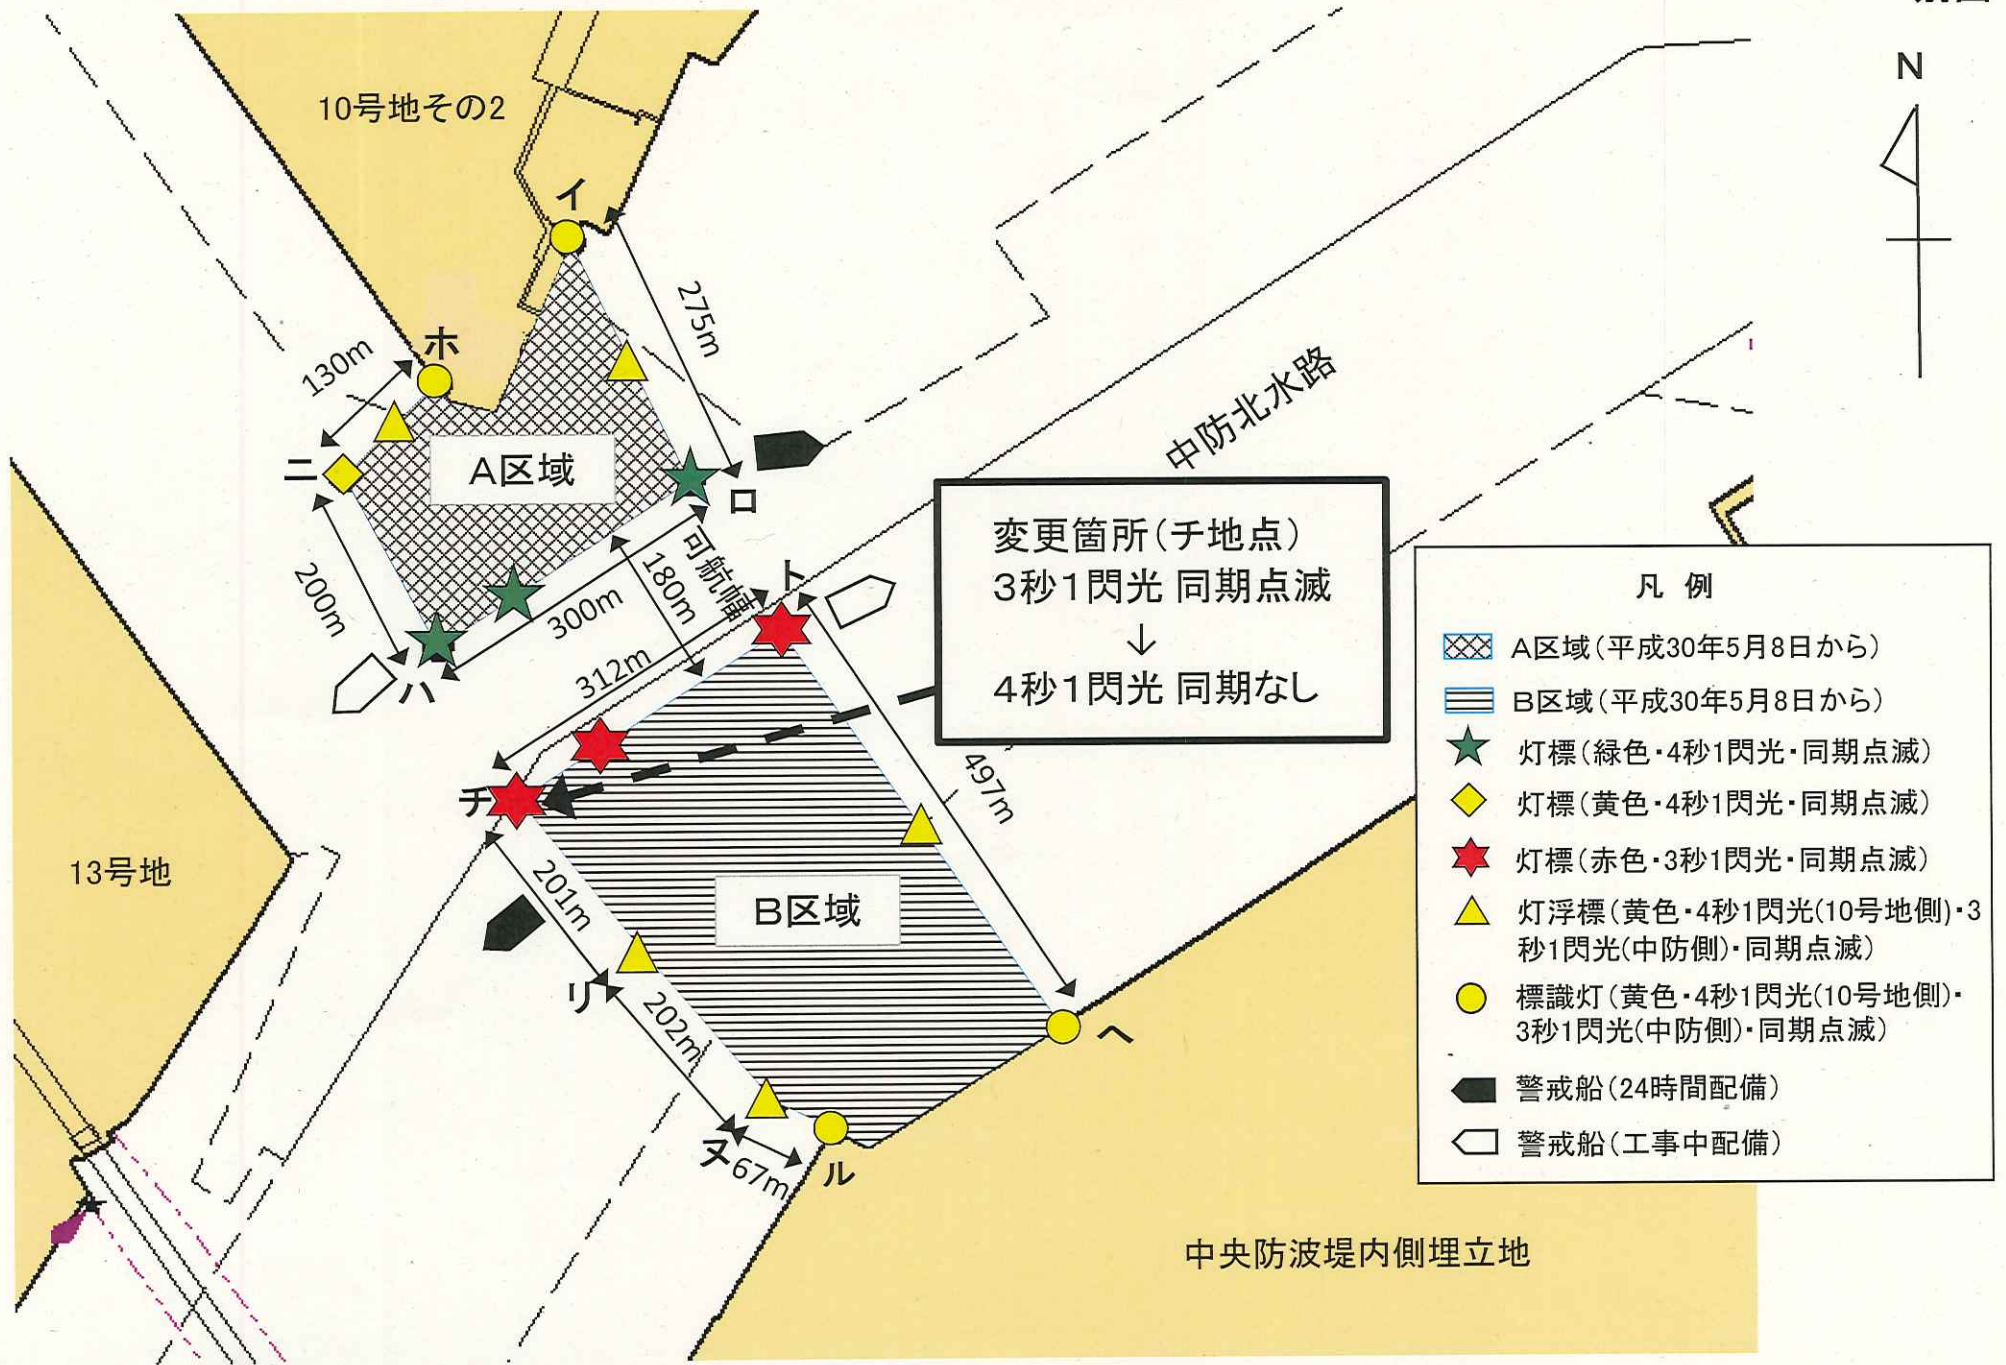 N
10号地その2
イ
275m
ホ
130m
ニ
A区域
ロ
中防北水路
200m
300m
可航幅
180m
ト
ハ
312m
変更箇所(チ地点)
3秒1閃光 同期点滅
↓
4秒1閃光 同期なし
チ
497m
13号地
201m
B区域
リ
202m
ヘ
ヌ
67m
ル
中央防波堤内側埋立地
凡 例
A区域(平成30年5月8日から)
B区域(平成30年5月8日から)
灯標(緑色・4秒1閃光・同期点滅)
灯標(黄色・4秒1閃光・同期点滅)
灯標(赤色・3秒1閃光・同期点滅)
灯浮標(黄色・4秒1閃光(10号地側)・3
秒1閃光(中防側)・同期点滅)
標識灯(黄色・4秒1閃光(10号地側)・
3秒1閃光(中防側)・同期点滅)
警戒船(24時間配備)
警戒船(工事中配備)